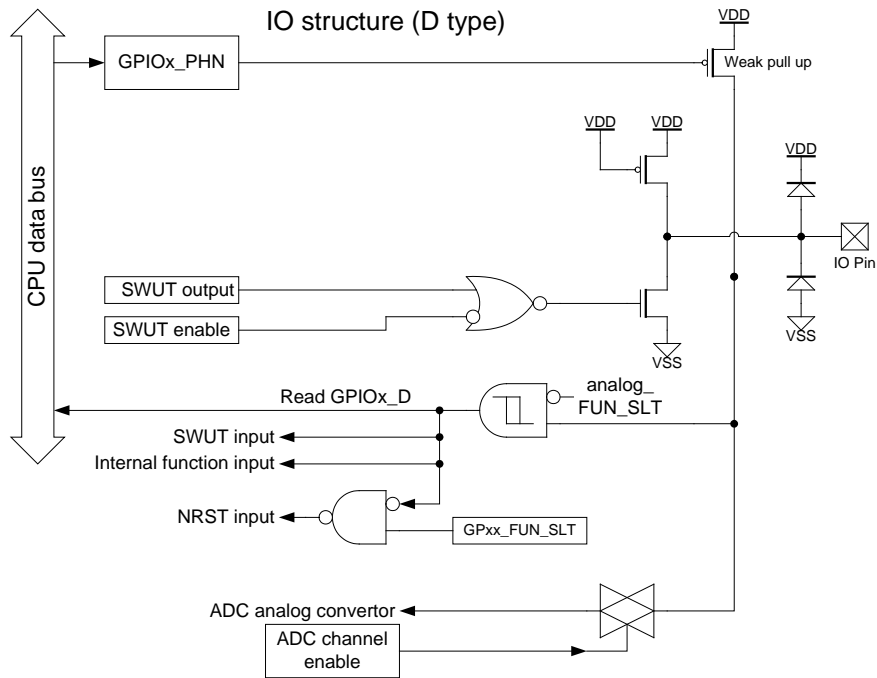 IO structure (D type)
VDD
GPIOx_PHN
Weak pull up
VDD
VDD
VDD
CPU data bus
IO Pin
SWUT output
SWUT enable
VSS
VSS
analog_
FUN_SLT
Read GPIOx_D
SWUT input
Internal function input
NRST input
GPxx_FUN_SLT
ADC analog convertor
ADC channel
enable